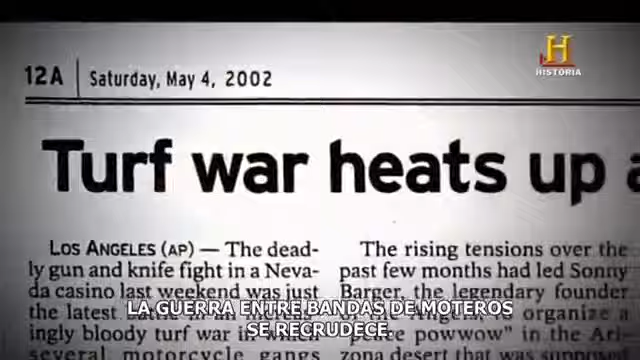 12A Saturday, May 4, 2002
H
HISTORIA
Turf war heats up
LOS ANGELES (AP) — The dead-
ly gun and knife fight in a Neva-
da casino last weekend was just
the latest
ingly bloody turf war in which
several motorcycle gangs
The rising tensions over the
past few months had led Sonny
Barger, the legendary founder
organize a
powwow" in the Ari-
zona desert that was
LA GUERRA ENTRE BANDAS DE MOTEROS
SE RECRUDECE.